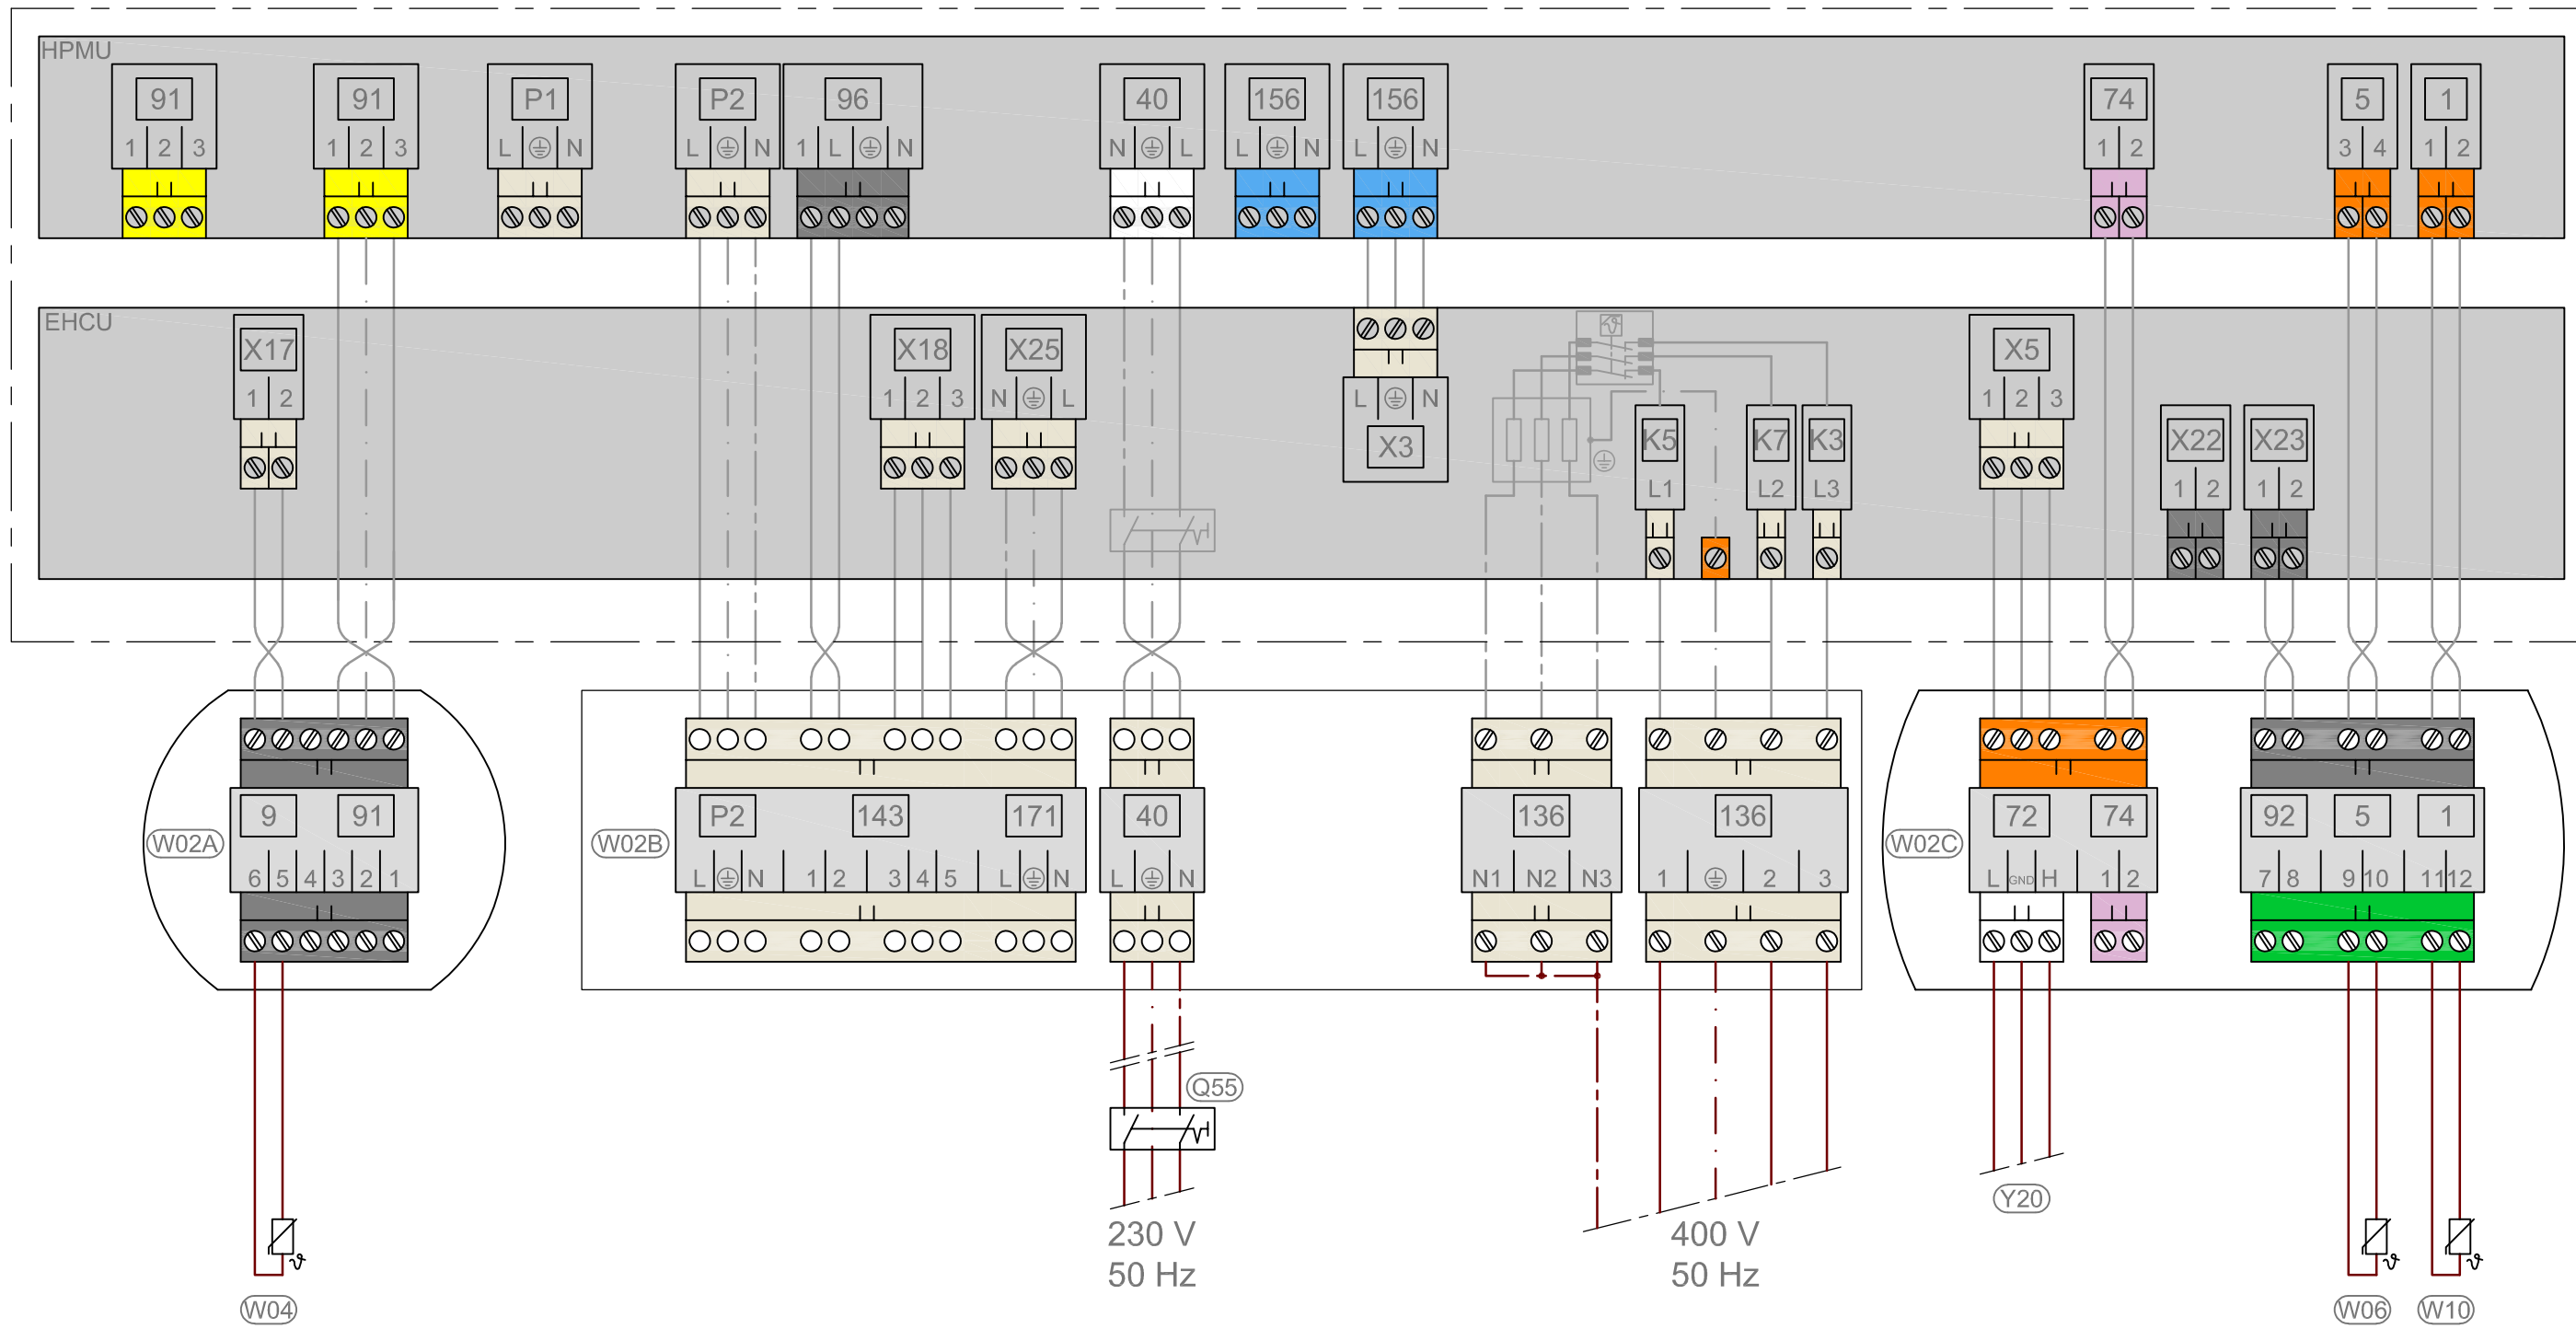 HPMU
91 91 P1 P2 96 40 156 156 74 5 1
1 2 3 1 2 3 L N L N 1 L N N L L N L N 1 2 3 4 1 2
EHCU
X17 X18 X25 X5
1 2 1 2 3 N L L N 1 2 3
X3 K5 K7 K3 X22 X23
L1 L2 L3 1 2 1 2
W02A 9 91 W02B P2 143 171 40 136 136 W02C 72 74 92 5 1
6 5 4 3 2 1 L N 1 2 3 4 5 L N L N N1 N2 N3 1 2 3 L GND H 1 2 7 8 9 10 11 12
Q55
Y20
230 V 400 V
50 Hz 50 Hz
ϑ ϑ ϑ
W04 W06 W10